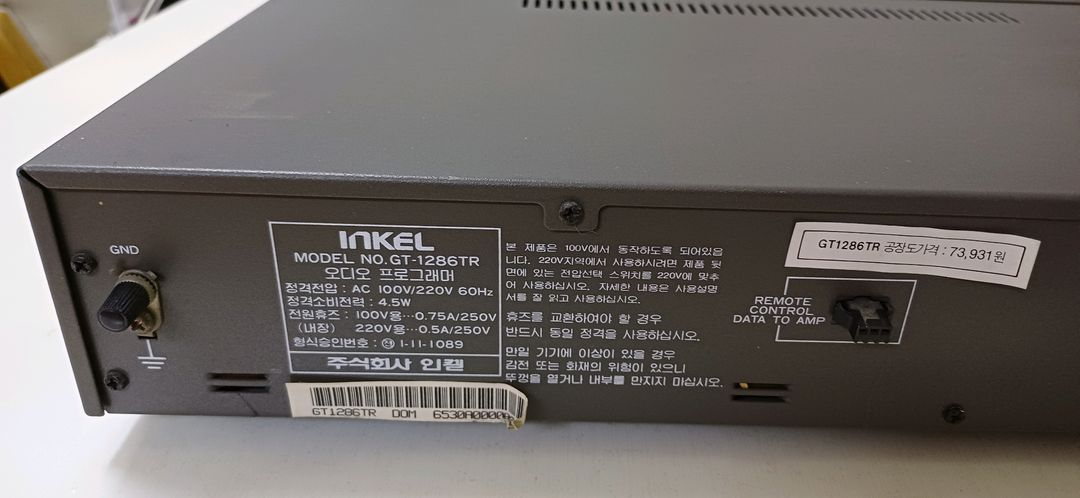 GND
INKEL
MODEL NO.GT-1286TR
오디오 프로그래머
정격전압 : AC 100V/220V 60Hz
정격소비전력 : 4.5W
전원휴즈 : 100V용…0.75A/250V
(내장) 220V용…0.5A/250V
형식승인번호 : 1-11-1089
주식회사 인켈
본 제품은 100V에서 동작하도록 되어있읍
니다. 220V지역에서 사용하시려면 제품 뒷
면에 있는 전압선택 스위치를 220V에 맞추
어 사용하십시오. 자세한 내용은 사용설명
서를 잘 읽고 사용하십시오.
휴즈를 교환하여야 할 경우
반드시 동일 정격을 사용하십시오.
만일 기기에 이상이 있을 경우
감전 또는 화재의 위험이 있으니
뚜껑을 열거나 내부를 만지지 마십시오.
GT1286TR 공장도가격 : 73,931원
REMOTE
CONTROL
DATA TO AMP
GT1286TR DOM